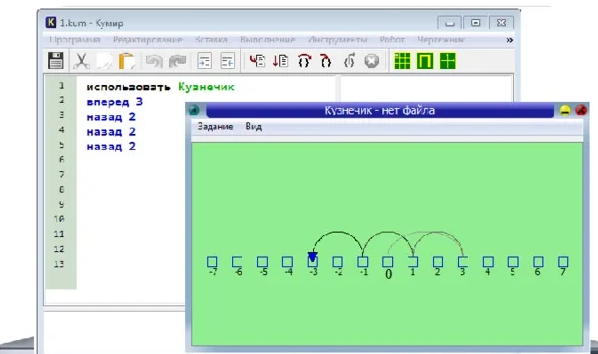 1.kum - Кумир
Программа Редактирование Вставка Выполнение Инструменты Робот Чертежник »
1 использовать Кузнечик
2 вперед 3
3 назад 2
4 назад 2
5 назад 2
6
7
8
9
10
11
12
13
Кузнечик - нет файла
Задание Вид
-7 -6 -5 -4 -3 -2 -1 0 1 2 3 4 5 6 7